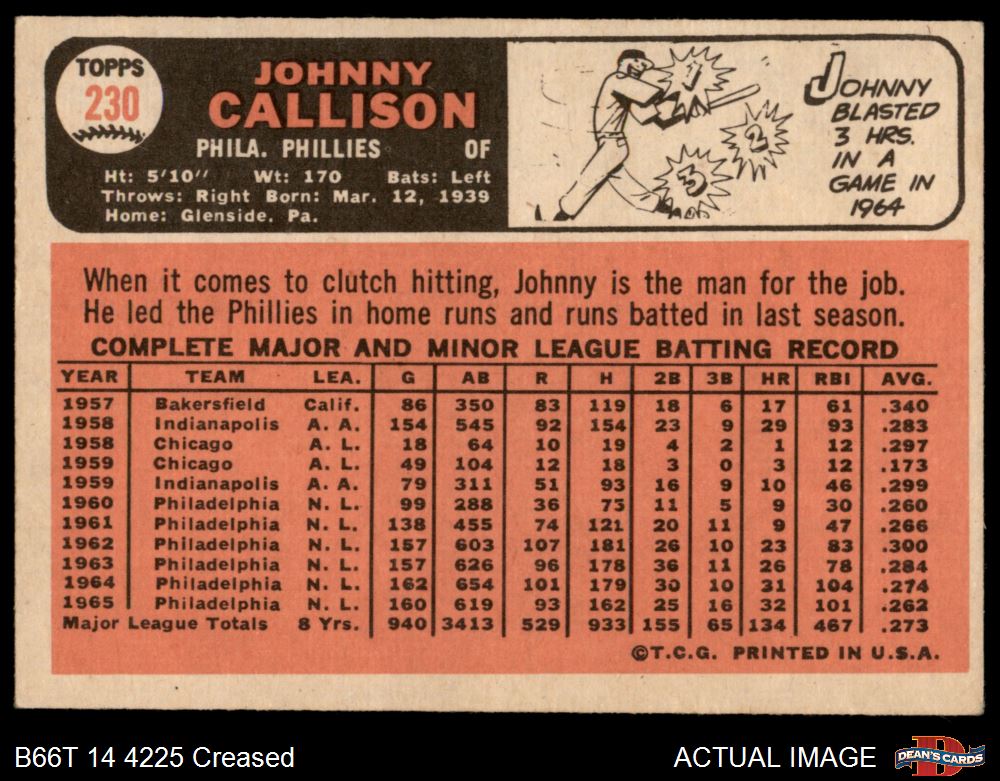 TOPPS
230
JOHNNY
CALLISON
PHILA. PHILLIES OF
Ht: 5'10" Wt: 170 Bats: Left
Throws: Right Born: Mar. 12, 1939
Home: Glenside, Pa.
1
2
3
JOHNNY
BLASTED
3 HRS.
IN A
GAME IN
1964
When it comes to clutch hitting, Johnny is the man for the job.
He led the Phillies in home runs and runs batted in last season.
COMPLETE MAJOR AND MINOR LEAGUE BATTING RECORD
YEAR TEAM LEA. G AB R H 2B 3B HR RBI AVG.
1957 Bakersfield Calif. 86 350 83 119 18 6 17 61 .340
1958 Indianapolis A. A. 154 545 92 154 23 9 29 93 .283
1958 Chicago A. L. 18 64 10 19 4 2 1 12 .297
1959 Chicago A. L. 49 104 12 18 3 0 3 12 .173
1959 Indianapolis A. A. 79 311 51 93 16 9 10 46 .299
1960 Philadelphia N. L. 99 288 36 75 11 5 9 30 .260
1961 Philadelphia N. L. 138 455 74 121 20 11 9 47 .266
1962 Philadelphia N. L. 157 603 107 181 26 10 23 83 .300
1963 Philadelphia N. L. 157 626 96 178 36 11 26 78 .284
1964 Philadelphia N. L. 162 654 101 179 30 10 31 104 .274
1965 Philadelphia N. L. 160 619 93 162 25 16 32 101 .262
Major League Totals 8 Yrs. 940 3413 529 933 155 65 134 467 .273
©T.C.G. PRINTED IN U.S.A.
B66T 14 4225 Creased
ACTUAL IMAGE
D
DEAN'S CARDS